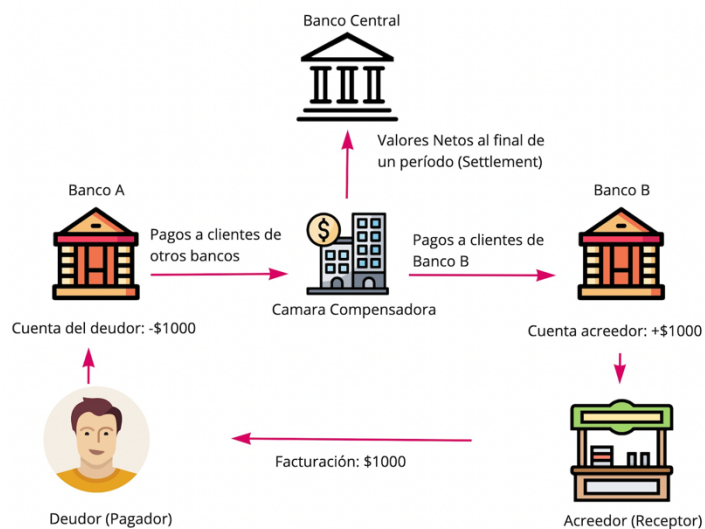 Banco Central
Valores Netos al final de
un período (Settlement)
Banco A
Banco B
Pagos a clientes de
otros bancos
$
Pagos a clientes de
Banco B
Camara Compensadora
Cuenta del deudor: -$1000
Cuenta acreedor: +$1000
Facturación: $1000
Deudor (Pagador)
Acreedor (Receptor)